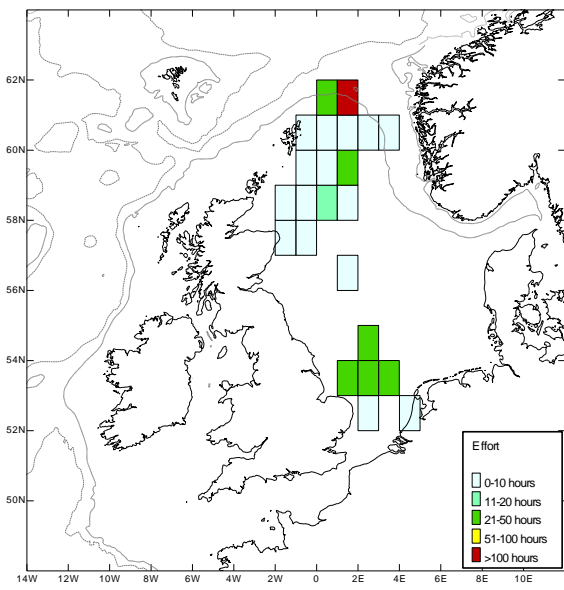 62N
60N
58N
56N
54N
52N
50N
Effort
0-10 hours
11-20 hours
21-50 hours
51-100 hours
>100 hours
14W 12W 10W 8W 6W 4W 2W 0 2E 4E 6E 8E 10E